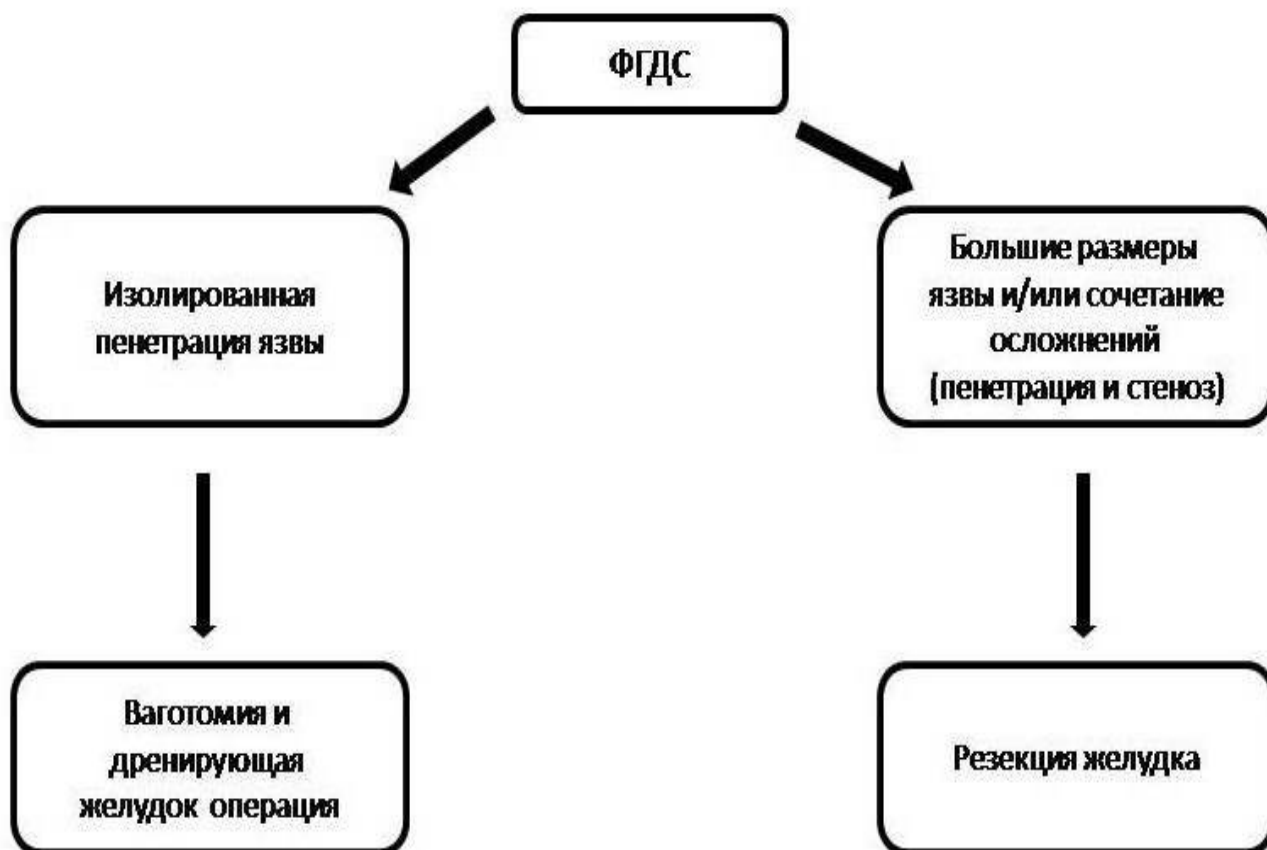 ФГДС
Изолированная
пенетрация язвы
Большие размеры
язвы и/или сочетание
осложнений
(пенетрация и стеноз)
Ваготомия и
дренирующая
желудок операция
Резекция желудка